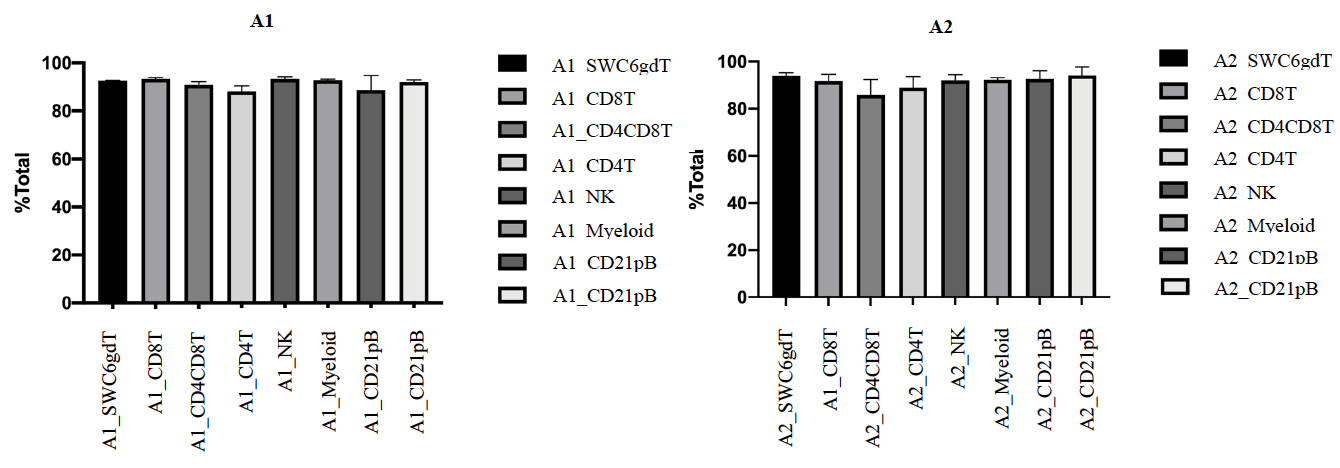 A1
%Total
100
80
60
40
20
0
A1_SWC6gdT
A1_CD8T
A1_CD4CD8T
A1_CD4T
A1_NK
A1_Myeloid
A1_CD21pB
A1_CD21pB
A1 SWC6gdT
A1 CD8T
A1_CD4CD8T
A1 CD4T
A1 NK
A1 Myeloid
A1 CD21pB
A1_CD21pB
A2
%Total
100
80
60
40
20
0
A2_SWC6gdT
A1_CD8T
A2_CD4CD8T
A2_CD4T
A2_NK
A2_Myeloid
A2_CD21pB
A2_CD21pB
A2 SWC6gdT
A2 CD8T
A2 CD4CD8T
A2 CD4T
A2 NK
A2 Myeloid
A2 CD21pB
A2_CD21pB